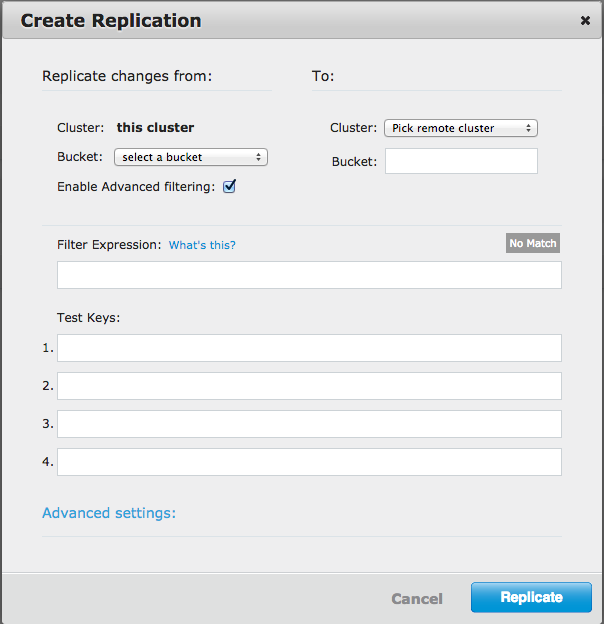 Create Replication
Replicate changes from:
To:
Cluster: this cluster
Cluster: Pick remote cluster
Bucket: select a bucket
Bucket:
Enable Advanced filtering:
Filter Expression: What's this?
No Match
Test Keys:
1.
2.
3.
4.
Advanced settings:
Cancel
Replicate